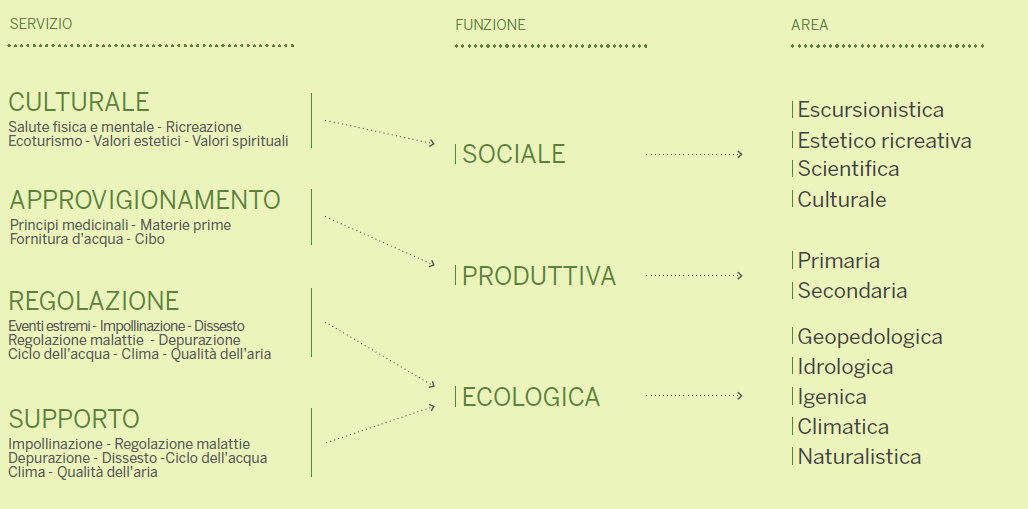 SERVIZIO
FUNZIONE
AREA
CULTURALE
Salute fisica e mentale - Ricreazione
Ecoturismo - Valori estetici - Valori spirituali
APPROVIGIONAMENTO
Principi medicinali - Materie prime
Fornitura d'acqua - Cibo
REGOLAZIONE
Eventi estremi - Impollinazione - Dissesto
Regolazione malattie - Depurazione
Ciclo dell'acqua - Clima - Qualità dell'aria
SUPPORTO
Impollinazione - Regolazione malattie
Depurazione - Dissesto -Ciclo dell'acqua
Clima - Qualità dell'aria
SOCIALE
PRODUTTIVA
ECOLOGICA
Escursionistica
Estetico ricreativa
Scientifica
Culturale
Primaria
Secondaria
Geopedologica
Idrologica
Igenica
Climatica
Naturalistica